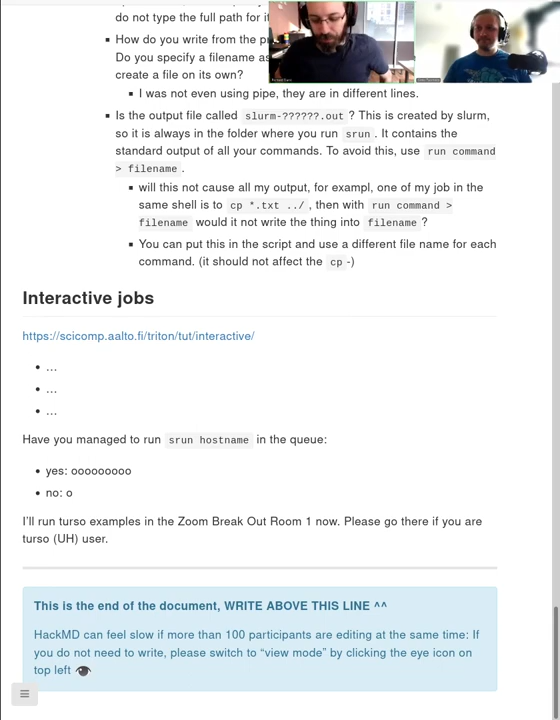 do not type the full path for it
How do you write from the p
Do you specify a filename as
create a file on its own?
I was not even using pipe, they are in different lines.
Is the output file called slurm-??????.out ? This is created by slurm,
so it is always in the folder where you run srun . It contains the
standard output of all your commands. To avoid this, use run command
> filename .
will this not cause all my output, for exampl, one of my job in the
same shell is to cp *.txt ../ , then with run command >
filename would it not write the thing into filename ?
You can put this in the script and use a different file name for each
command. (it should not affect the cp -)
Interactive jobs
https://scicomp.aalto.fi/triton/tut/interactive/
...
...
...
Have you managed to run srun hostname in the queue:
yes: ooooooooo
no: o
I'll run turso examples in the Zoom Break Out Room 1 now. Please go there if you are
turso (UH) user.
This is the end of the document, WRITE ABOVE THIS LINE ^^
HackMD can feel slow if more than 100 participants are editing at the same time: If
you do not need to write, please switch to “view mode” by clicking the eye icon on
top left